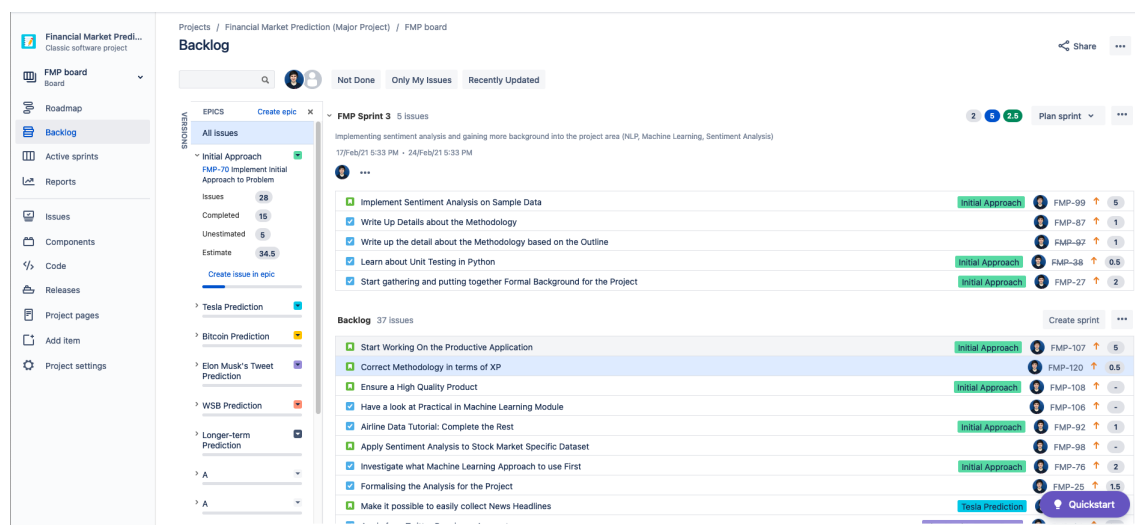 Projects / Financial Market Prediction (Major Project) / FMP board
Backlog
Share
Financial Market Predi...
Classic software project
FMP board
Board
Roadmap
Backlog
Active sprints
Reports
Issues
Components
Code
Releases
Project pages
Add item
Project settings
Not Done
Only My Issues
Recently Updated
VERSIONS
EPICS
Create epic
All issues
Initial Approach
FMP-70 Implement Initial
Approach to Problem
Issues 28
Completed 15
Unestimated 5
Estimate 34.5
Create issue in epic
Tesla Prediction
Bitcoin Prediction
Elon Musk's Tweet
Prediction
WSB Prediction
Longer-term
Prediction
A
A
FMP Sprint 3 5 issues 2 5 2.5 Plan sprint
Implementing sentiment analysis and gaining more background into the project area (NLP, Machine Learning, Sentiment Analysis)
17/Feb/21 5:33 PM • 24/Feb/21 5:33 PM
Implement Sentiment Analysis on Sample Data Initial Approach FMP-99 5
Write Up Details about the Methodology FMP-87 1
Write up the detail about the Methodology based on the Outline FMP-97 1
Learn about Unit Testing in Python Initial Approach FMP-38 0.5
Start gathering and putting together Formal Background for the Project Initial Approach FMP-27 2
Backlog 37 issues Create sprint
Start Working On the Productive Application Initial Approach FMP-107 5
Correct Methodology in terms of XP FMP-120 0.5
Ensure a High Quality Product Initial Approach FMP-108 -
Have a look at Practical in Machine Learning Module FMP-106 -
Airline Data Tutorial: Complete the Rest Initial Approach FMP-92 1
Apply Sentiment Analysis to Stock Market Specific Dataset FMP-98 -
Investigate what Machine Learning Approach to use First Initial Approach FMP-76 2
Formalising the Analysis for the Project FMP-25 1.5
Make it possible to easily collect News Headlines Tesla Prediction
Quickstart